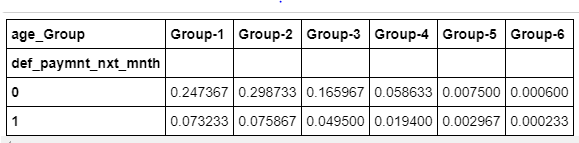 age_Group Group-1 Group-2 Group-3 Group-4 Group-5 Group-6
def_paymnt_nxt_mnth
0 0.247367 0.298733 0.165967 0.058633 0.007500 0.000600
1 0.073233 0.075867 0.049500 0.019400 0.002967 0.000233